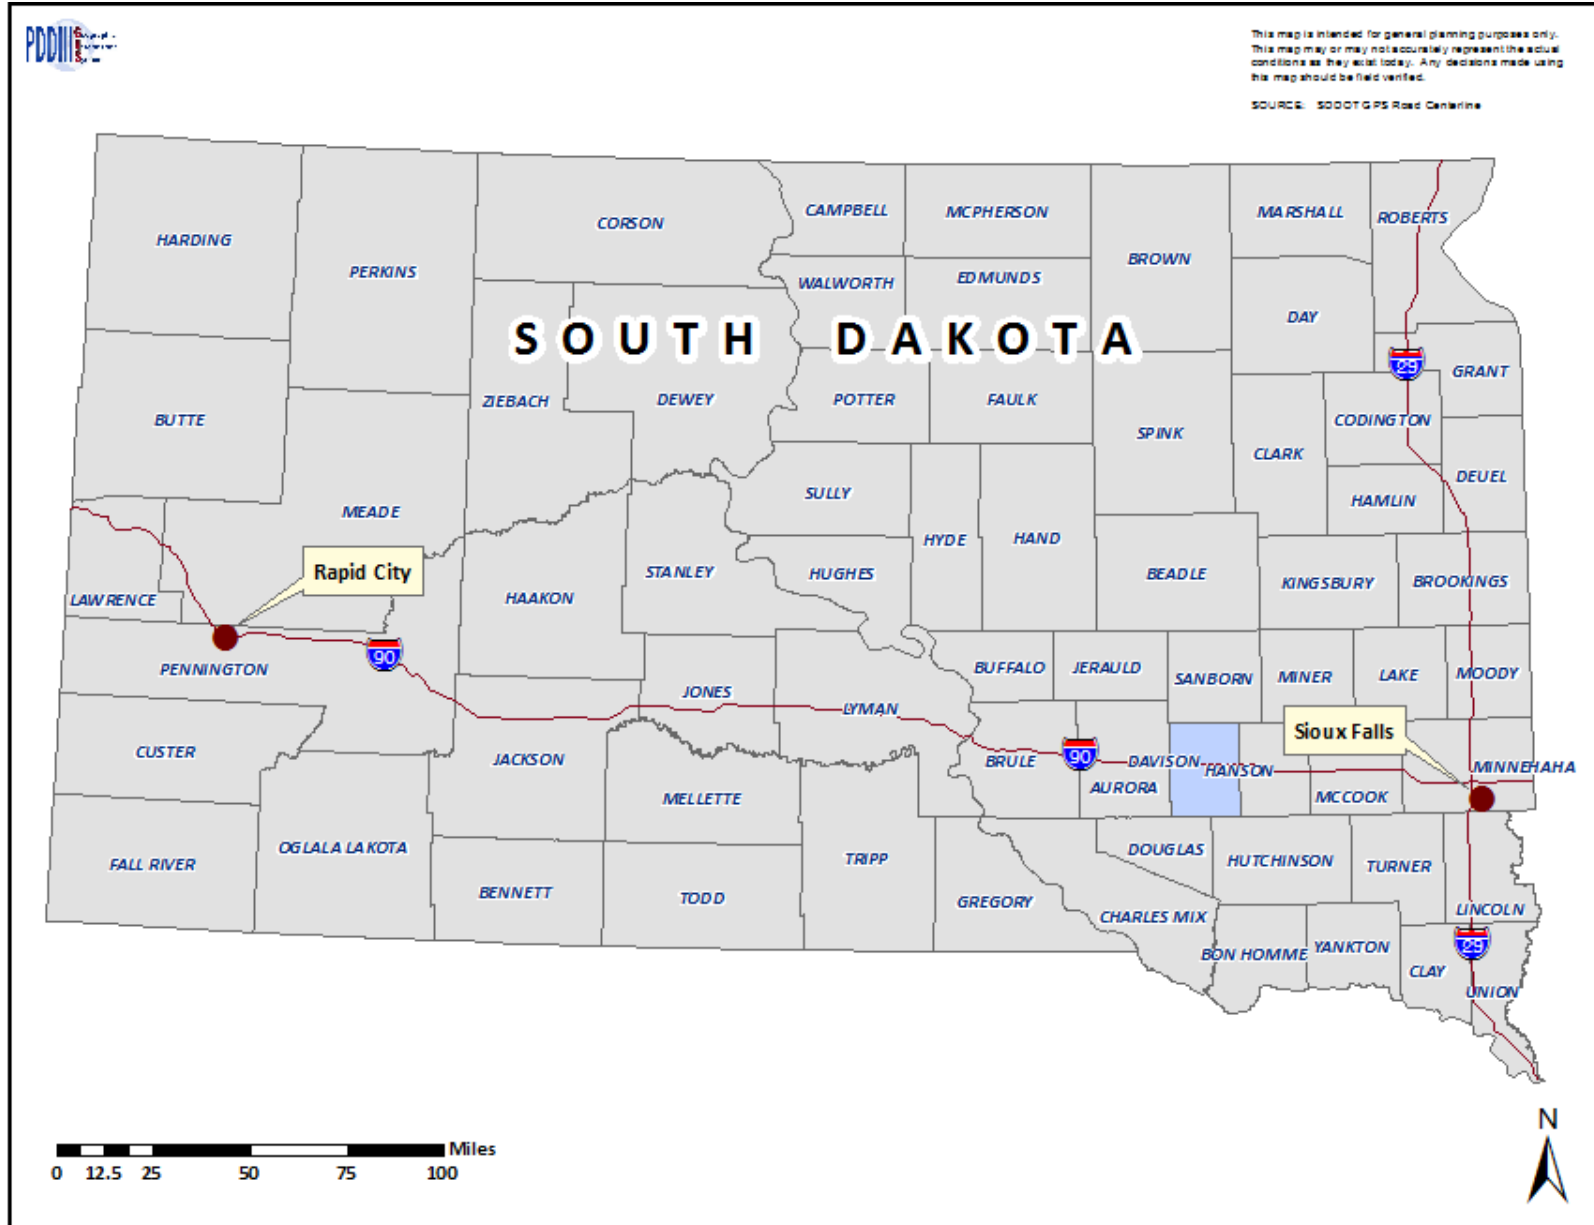 PDDIII
This map is intended for general planning purposes only.
This map may or may not accurately represent the actual
conditions as they exist today. Any decisions made using
this map should be field verified.
SOURCE: SDDOT GPS Road Centerline
HARDING
PERKINS
CORSON
CAMPBELL
MCPHERSON
BROWN
MARSHALL
ROBERTS
WALWORTH
EDMUNDS
DAY
SOUTH DAKOTA
29
GRANT
BUTTE
ZIEBACH
DEWEY
POTTER
FAULK
SPINK
CLARK
CODINGTON
DEUEL
HAMLIN
MEADE
SULLY
HYDE
HAND
Rapid City
STANLEY
HUGHES
BEADLE
KINGSBURY
BROOKINGS
LAWRENCE
HAAKON
90
PENNINGTON
BUFFALO
JERAULD
SANBORN
MINER
LAKE
MOODY
JONES
LYMAN
Sioux Falls
CUSTER
JACKSON
BRULE
90
DAVISON
HANSON
MINNEHAHA
AURORA
MCCOOK
MELLETTE
FALL RIVER
OGLALA LAKOTA
BENNETT
TODD
TRIPP
GREGORY
DOUGLAS
HUTCHINSON
TURNER
LINCOLN
CHARLES MIX
BON HOMME
YANKTON
CLAY
29
UNION
N
Miles
0 12.5 25 50 75 100